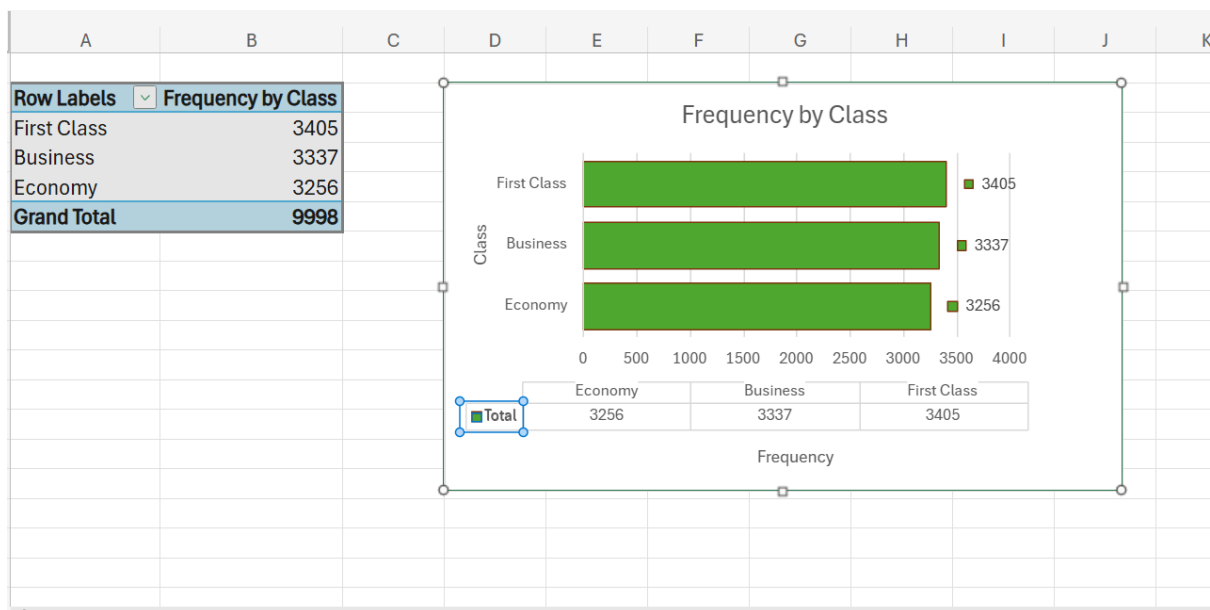 A B C D E F G H I J K
Row Labels Frequency by Class
First Class 3405
Business 3337
Economy 3256
Grand Total 9998
Frequency by Class
First Class 3405
Class
Business 3337
Economy 3256
0 500 1000 1500 2000 2500 3000 3500 4000
Economy Business First Class
Total 3256 3337 3405
Frequency